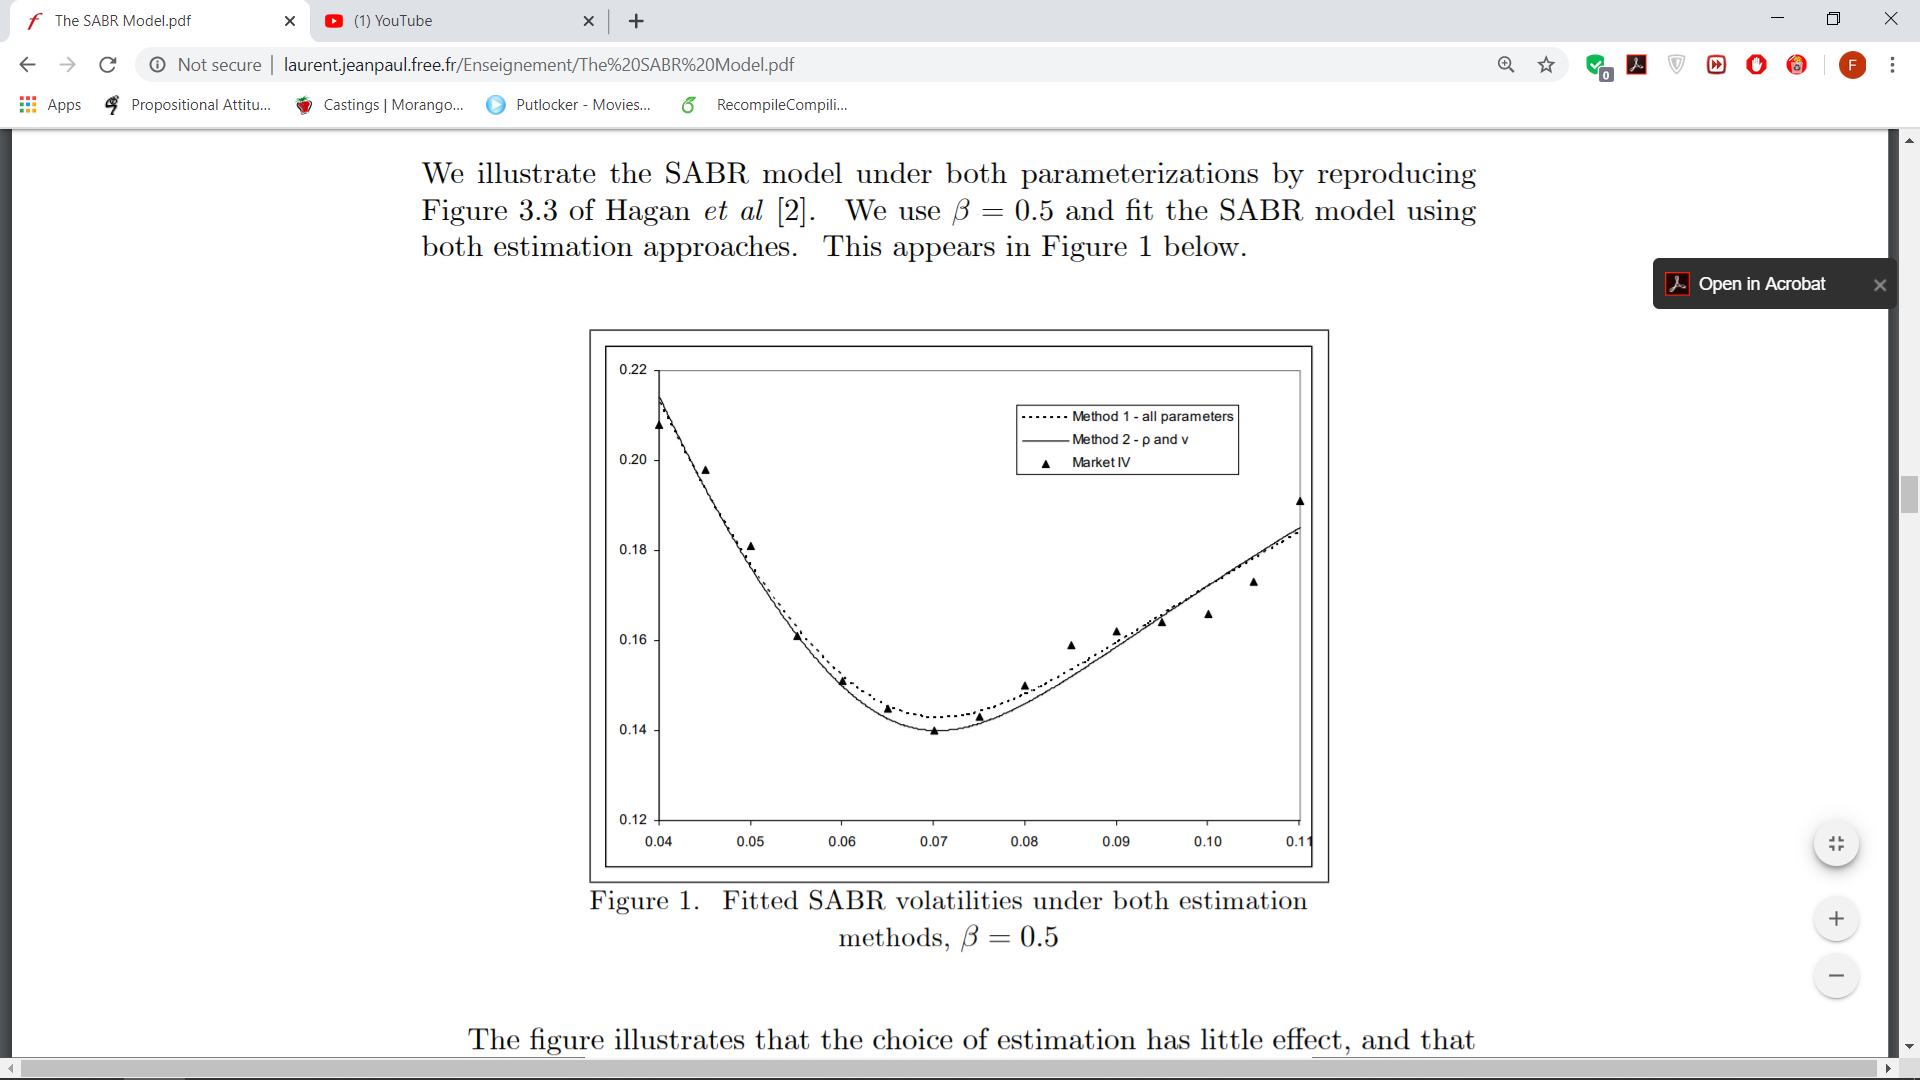 The SABR Model.pdf
(1) YouTube
Not secure | laurent.jeanpaul.free.fr/Enseignement/The%20SABR%20Model.pdf
0
F
Apps
Propositional Attitu...
Castings | Morango...
Putlocker - Movies...
RecompileCompili...
We illustrate the SABR model under both parameterizations by reproducing
Figure 3.3 of Hagan et al [2]. We use β = 0.5 and fit the SABR model using
both estimation approaches. This appears in Figure 1 below.
Open in Acrobat
0.22
0.20
0.18
0.16
0.14
0.12
Method 1 - all parameters
Method 2 - ρ and v
Market IV
0.04 0.05 0.06 0.07 0.08 0.09 0.10 0.11
Figure 1. Fitted SABR volatilities under both estimation
methods, β = 0.5
The figure illustrates that the choice of estimation has little effect, and that